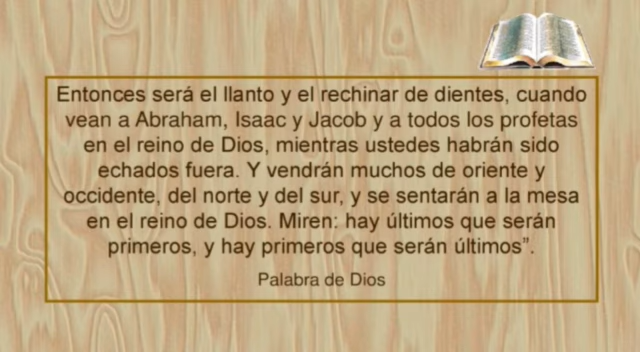 Entonces será el llanto y el rechinar de dientes, cuando
vean a Abraham, Isaac y Jacob y a todos los profetas
en el reino de Dios, mientras ustedes habrán sido
echados fuera. Y vendrán muchos de oriente y
occidente, del norte y del sur, y se sentarán a la mesa
en el reino de Dios. Miren: hay últimos que serán
primeros, y hay primeros que serán últimos”.
Palabra de Dios